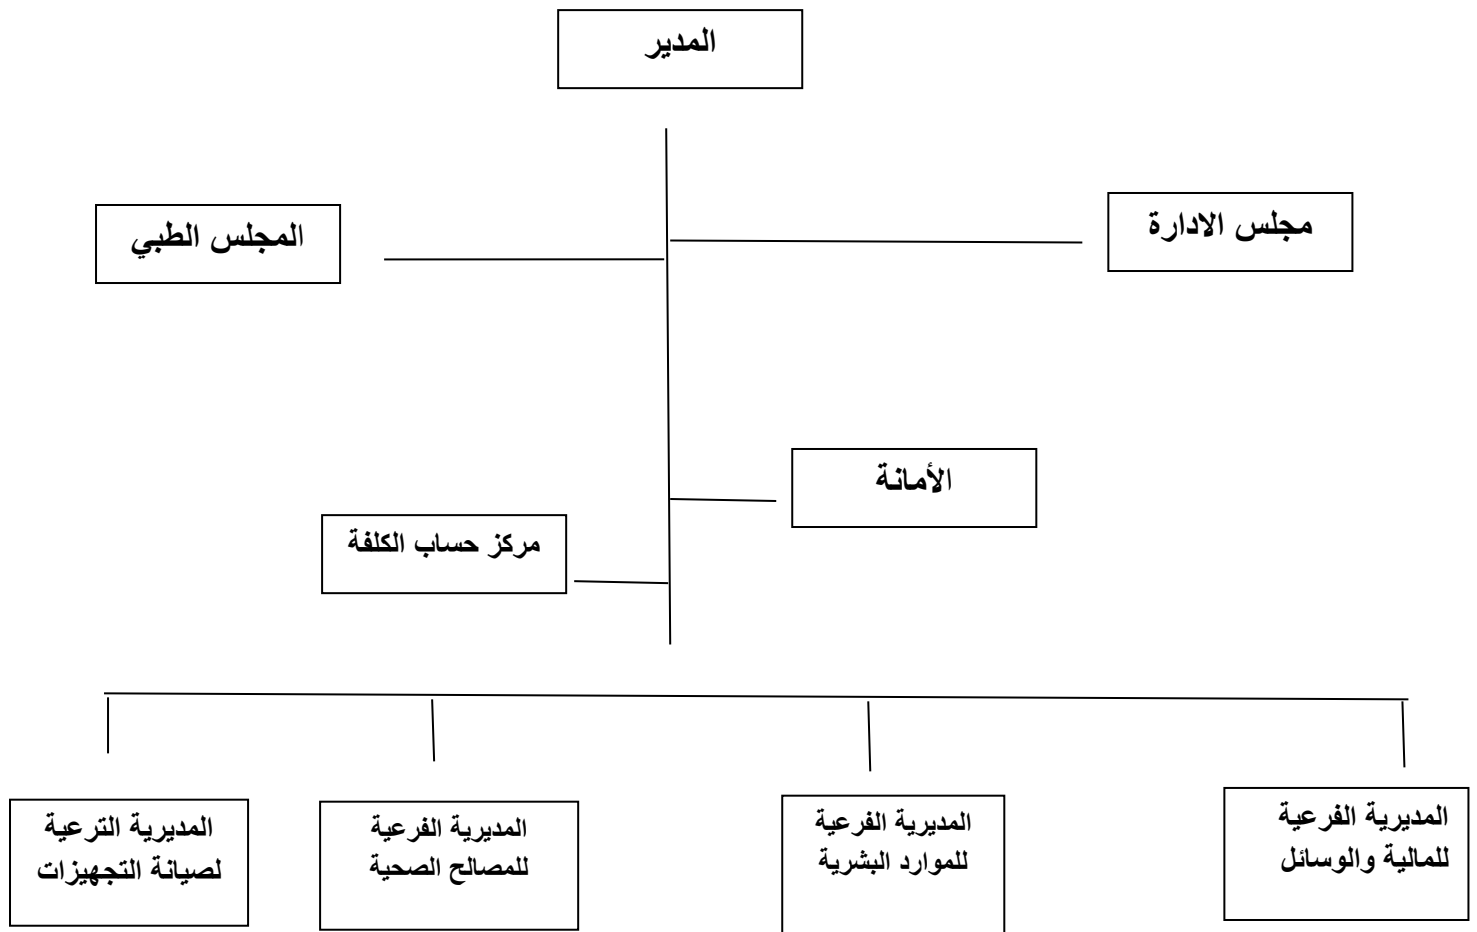 المدير
مجلس الادارة
المجلس الطبي
الأمانة
مركز حساب الكلفة
المديرية الفرعية
للمالية والوسائل
المديرية الفرعية
للموارد البشرية
المديرية الفرعية
للمصالح الصحية
المديرية الترعية
لصيانة التجهيزات